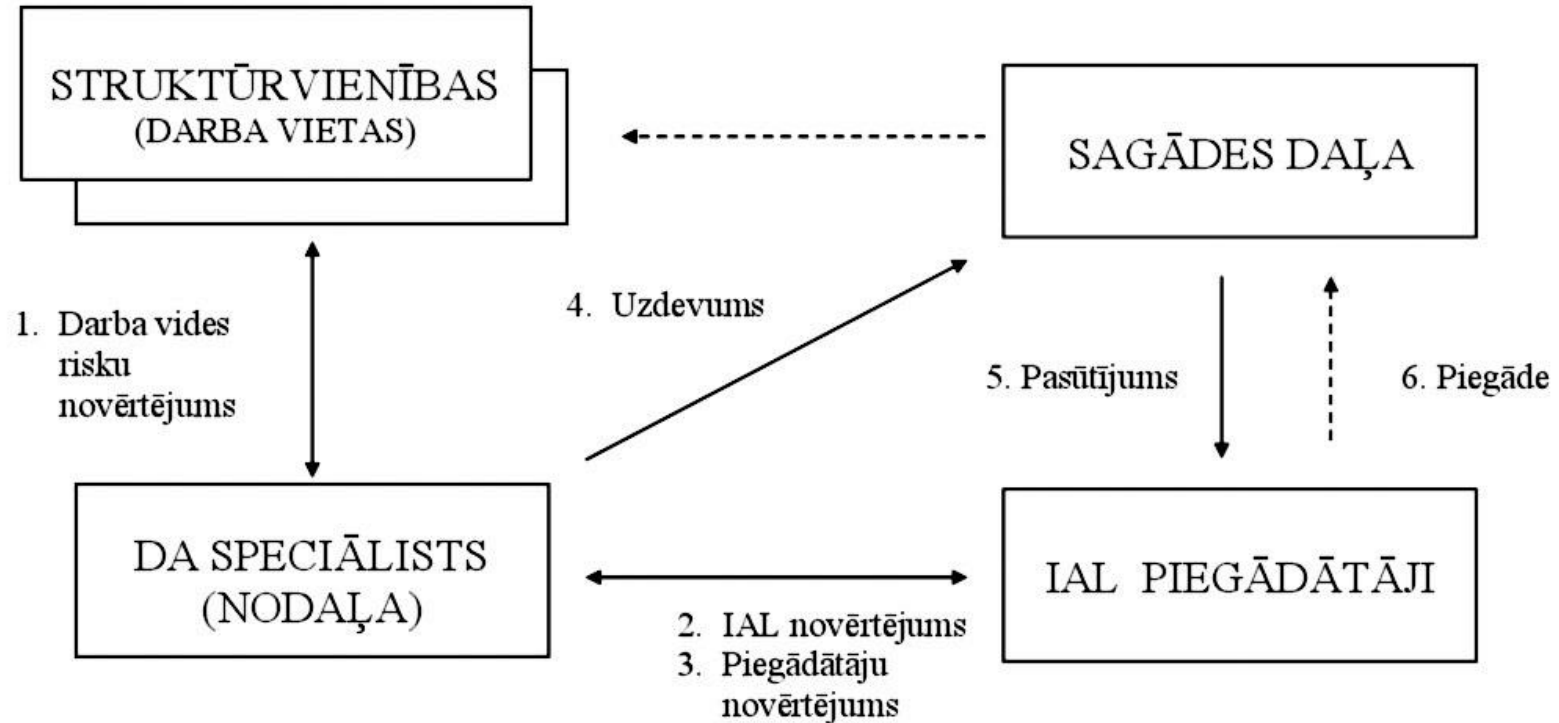 STRUKTŪRVIENĪBAS
(DARBA VIETAS)
SAGĀDES DAĻA
1. Darba vides
risku
novērtējums
4. Uzdevums
5. Pasūtījums
6. Piegāde
DA SPECIĀLISTS
(NODAĻA)
IAL PIEGĀDĀTĀJI
2. IAL novērtējums
3. Piegādātāju
novērtējums